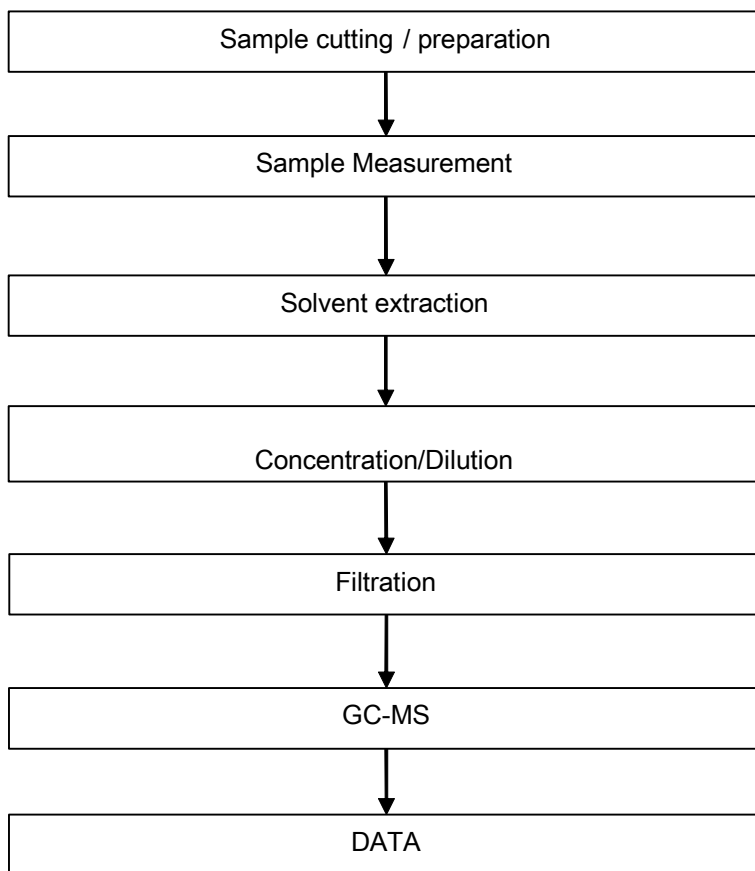 Sample cutting / preparation
Sample Measurement
Solvent extraction
Concentration/Dilution
Filtration
GC-MS
DATA